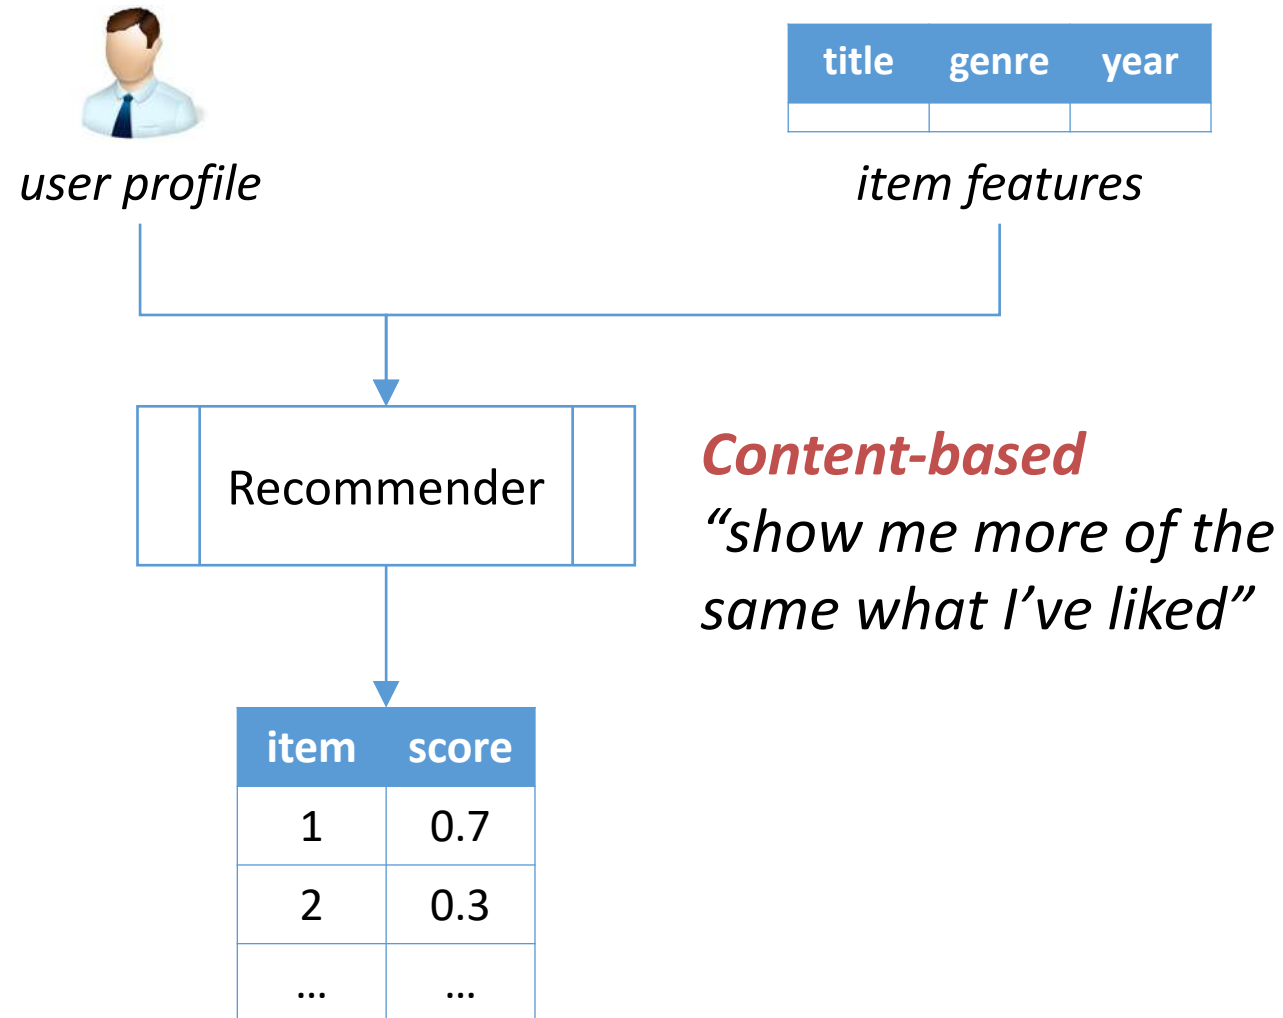 title genre year
user profile
item features
Recommender
Content-based
“show me more of the
same what I’ve liked”
item score
1 0.7
2 0.3
... ...